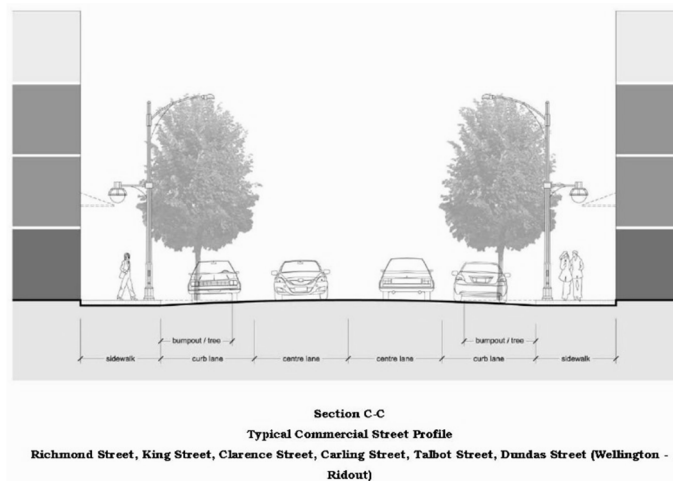 bumpout / tree bumpout / tree
sidewalk curb lane centre lane centre lane curb lane sidewalk
Section C-C
Typical Commercial Street Profile
Richmond Street, King Street, Clarence Street, Carling Street, Talbot Street, Dundas Street (Wellington -
Ridout)